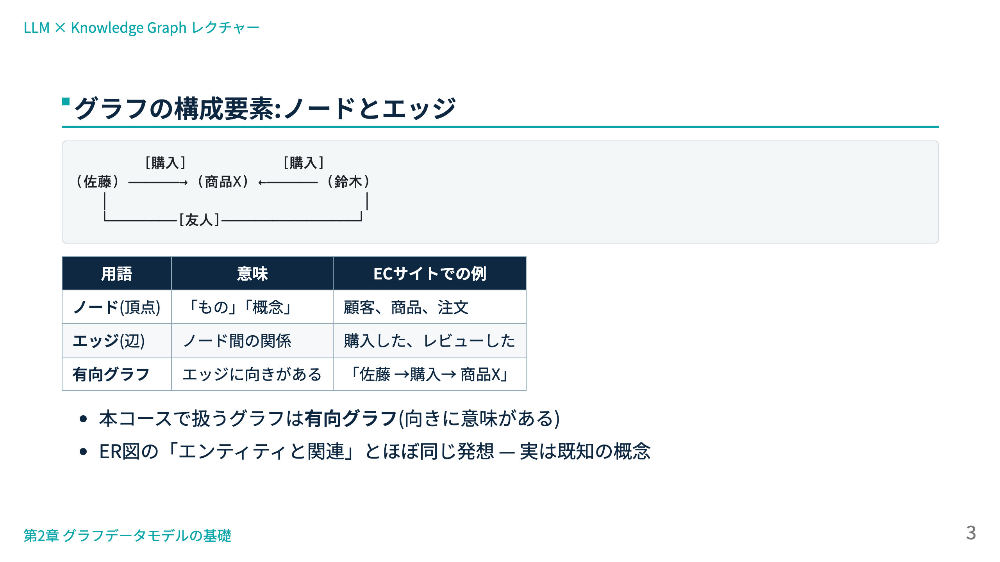 LLM × Knowledge Graph レクチャー
グラフの構成要素:ノードとエッジ
[購入] [購入]
(佐藤) ──────→ (商品X) ←────── (鈴木)
│ │
└────────[友人]────────────────┘
用語 意味 ECサイトでの例
ノード(頂点) 「もの」「概念」 顧客、商品、注文
エッジ(辺) ノード間の関係 購入した、レビューした
有向グラフ エッジに向きがある 「佐藤 →購入→ 商品X」
• 本コースで扱うグラフは有向グラフ(向きに意味がある)
• ER図の「エンティティと関連」とほぼ同じ発想 — 実は既知の概念
第2章 グラフデータモデルの基礎
3